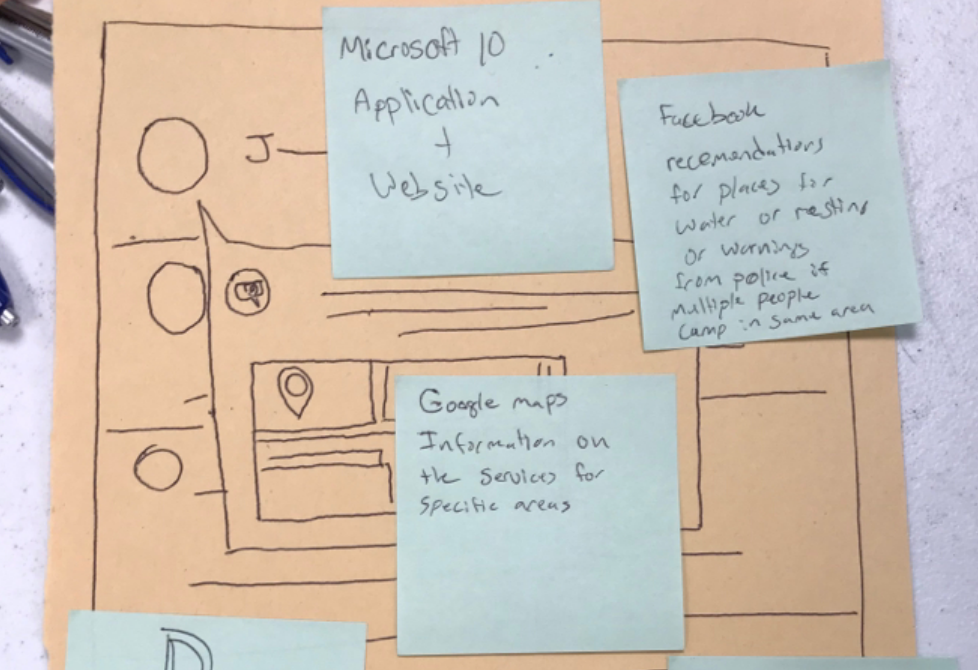 Microsoft 10
Application
+
Website
J
Facebook
recomendations
for places for
water or resting
or warnings
from police if
multiple people
camp in same area
Google maps
Information on
the services for
specific areas
D